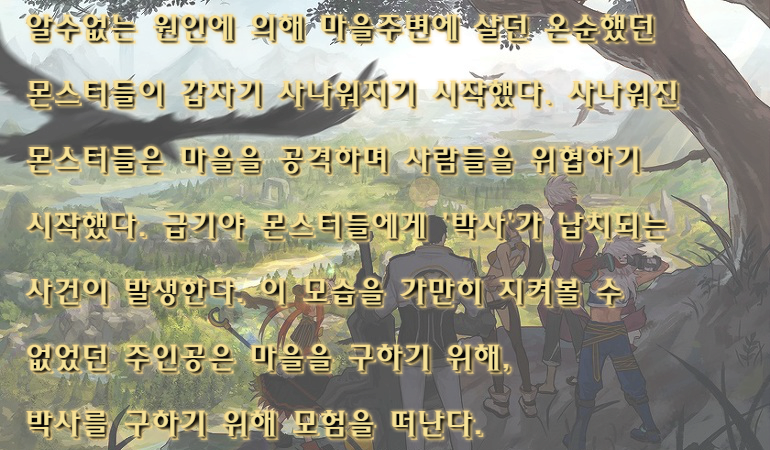 알수없는 원인에 의해 마을주변에 살던 온순했던
몬스터들이 갑자기 사나워지기 시작했다. 사나워진
몬스터들은 마을을 공격하며 사람들을 위협하기
시작했다. 급기야 몬스터들에게 '박사'가 납치되는
사건이 발생한다. 이 모습을 가만히 지켜볼 수
없었던 주인공은 마을을 구하기 위해,
박사를 구하기 위해 모험을 떠난다.